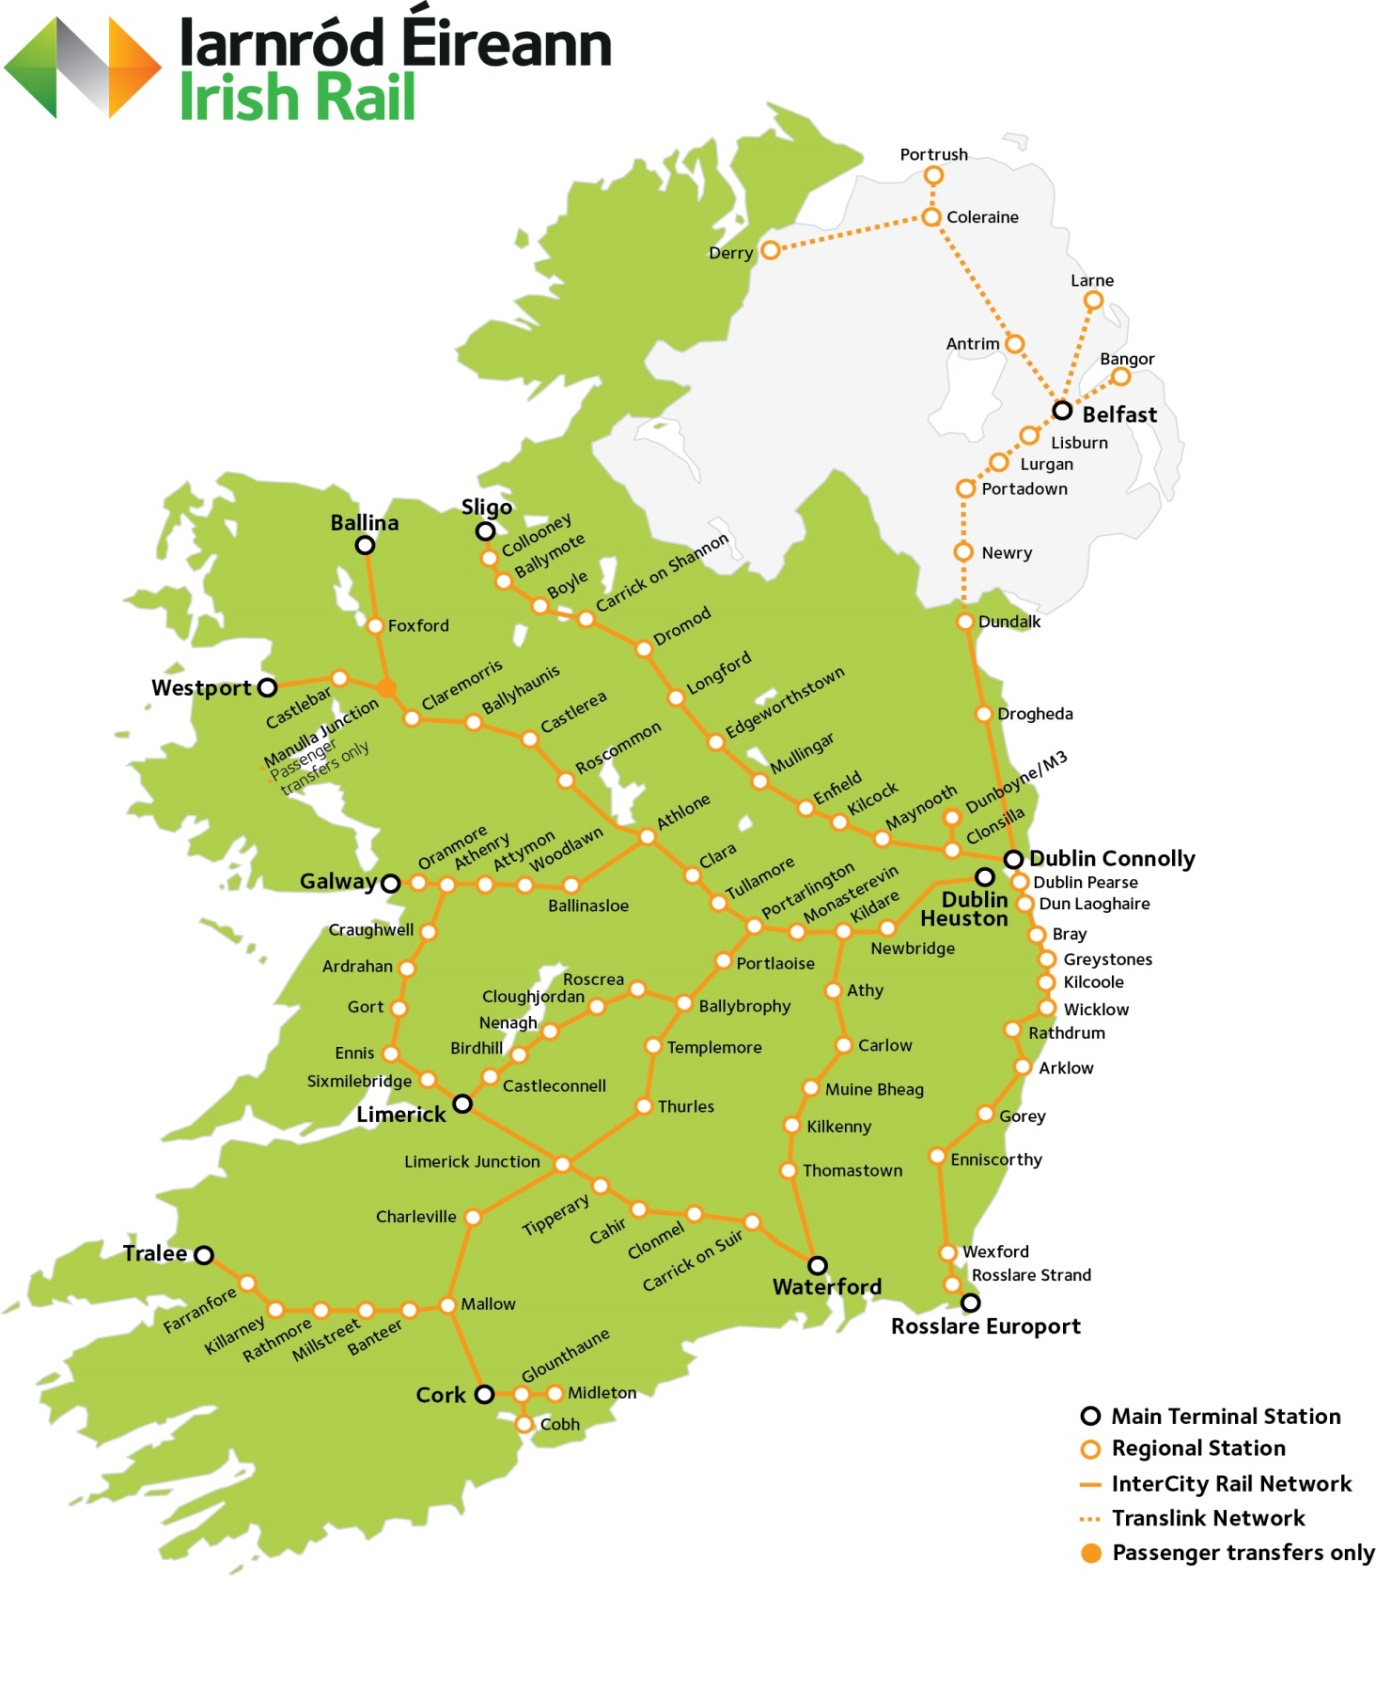 Iarnród Éireann
Irish Rail
Portrush
Coleraine
Derry
Larne
Antrim
Bangor
Belfast
Lisburn
Lurgan
Portadown
Newry
Dundalk
Sligo
Ballina
Collooney
Ballymote
Boyle
Carrick on Shannon
Foxford
Dromod
Longford
Westport
Castlebar
Manulla Junction
Passenger
transfers only
Claremorris
Ballyhaunis
Castlerea
Roscommon
Edgeworthstown
Mullingar
Drogheda
Enfield
Kilcock
Maynooth
Dunboyne/M3
Clonsilla
Athlone
Dublin Connolly
Galway
Oranmore
Athenry
Attymon
Woodlawn
Ballinasloe
Clara
Tullamore
Portarlington
Monasterevin
Kildare
Newbridge
Dublin
Heuston
Dublin Pearse
Dun Laoghaire
Bray
Greystones
Kilcoole
Wicklow
Rathdrum
Arklow
Gorey
Enniscorthy
Wexford
Rosslare Strand
Rosslare Europort
Craughwell
Ardrahan
Gort
Ennis
Sixmilebridge
Limerick
Portlaoise
Roscrea
Cloughjordan
Nenagh
Birdhill
Castleconnell
Ballybrophy
Templemore
Thurles
Athy
Carlow
Muine Bheag
Kilkenny
Thomastown
Limerick Junction
Tipperary
Cahir
Clonmel
Carrick on Suir
Waterford
Charleville
Tralee
Farranfore
Killarney
Rathmore
Millstreet
Banteer
Mallow
Cork
Glounthaune
Midleton
Cobh
Main Terminal Station
Regional Station
InterCity Rail Network
Translink Network
Passenger transfers only